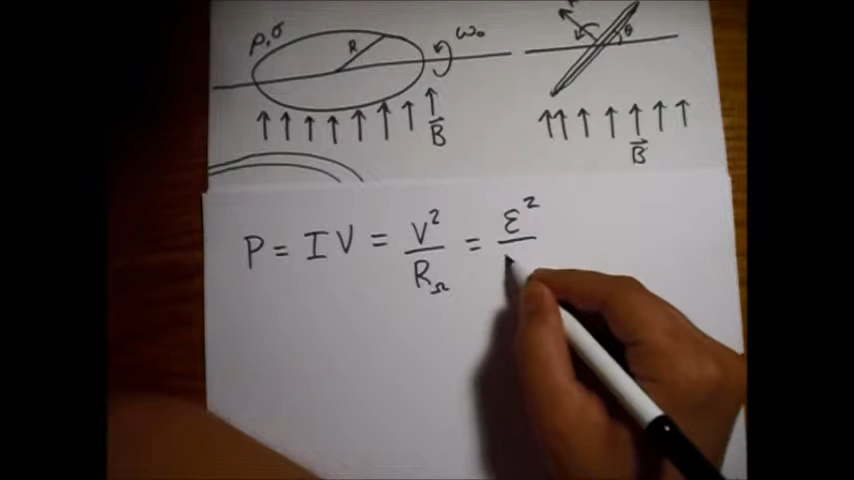 ρ,σ R ω₀ θ
B⃗
B⃗
P = IV = V²/R_Ω = ε²/